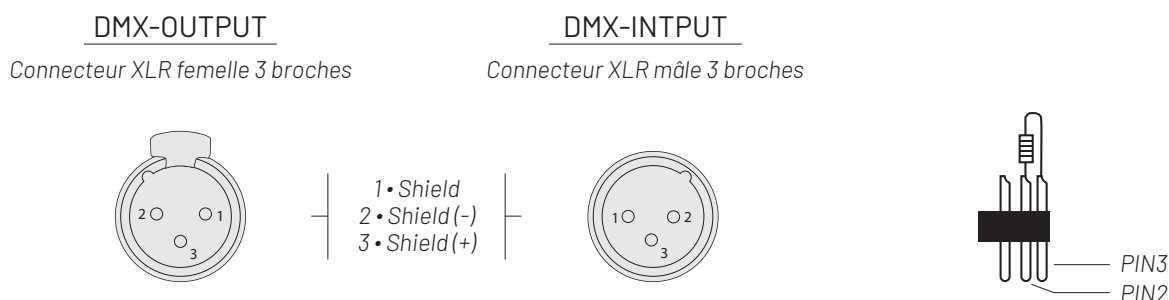 DMX-OUTPUT
Connecteur XLR femelle 3 broches
2
1
3
1 • Shield
2 • Shield (-)
3 • Shield (+)
DMX-INTPUT
Connecteur XLR mâle 3 broches
1
2
3
PIN3
PIN2